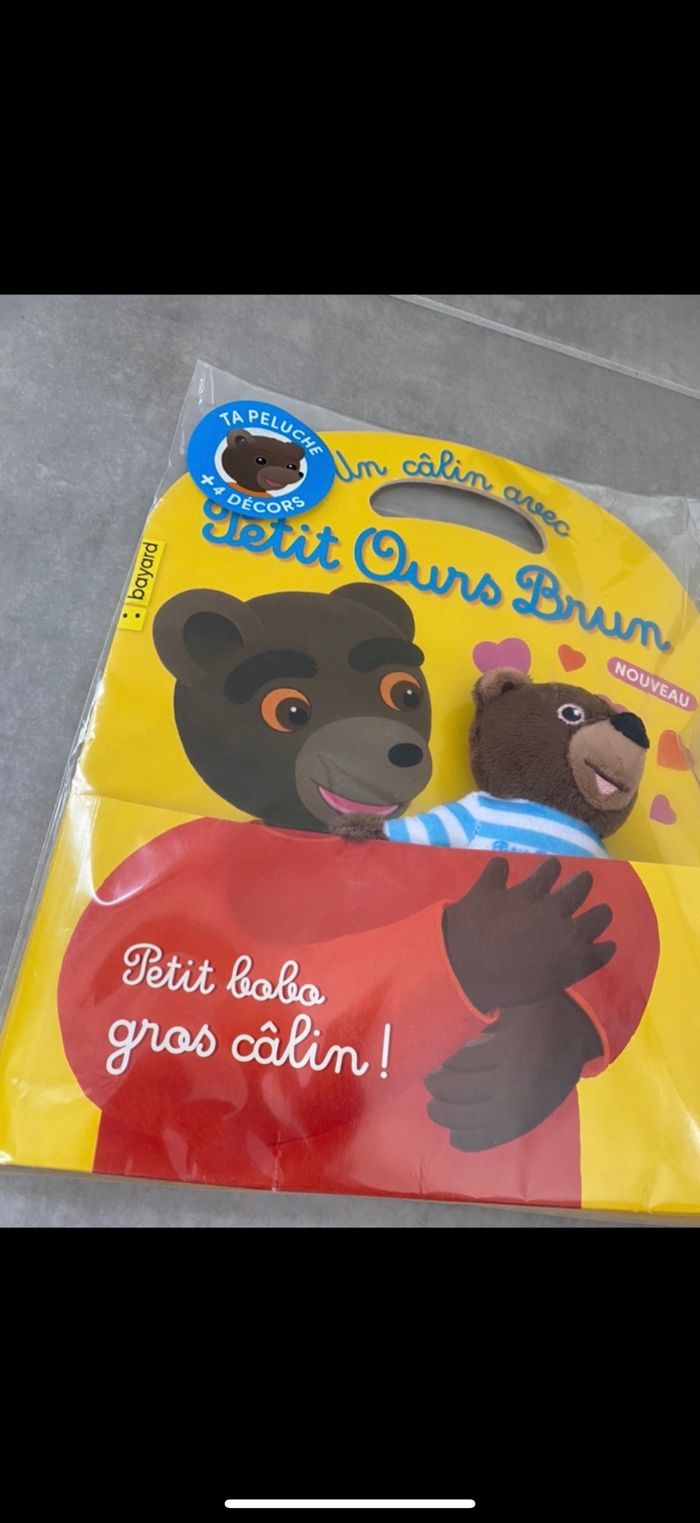 TA PELUCHE
+ 4 DÉCORS
Un câlin avec
Petit Ours Brun
:bayard
NOUVEAU
Petit bobo
gros câlin !